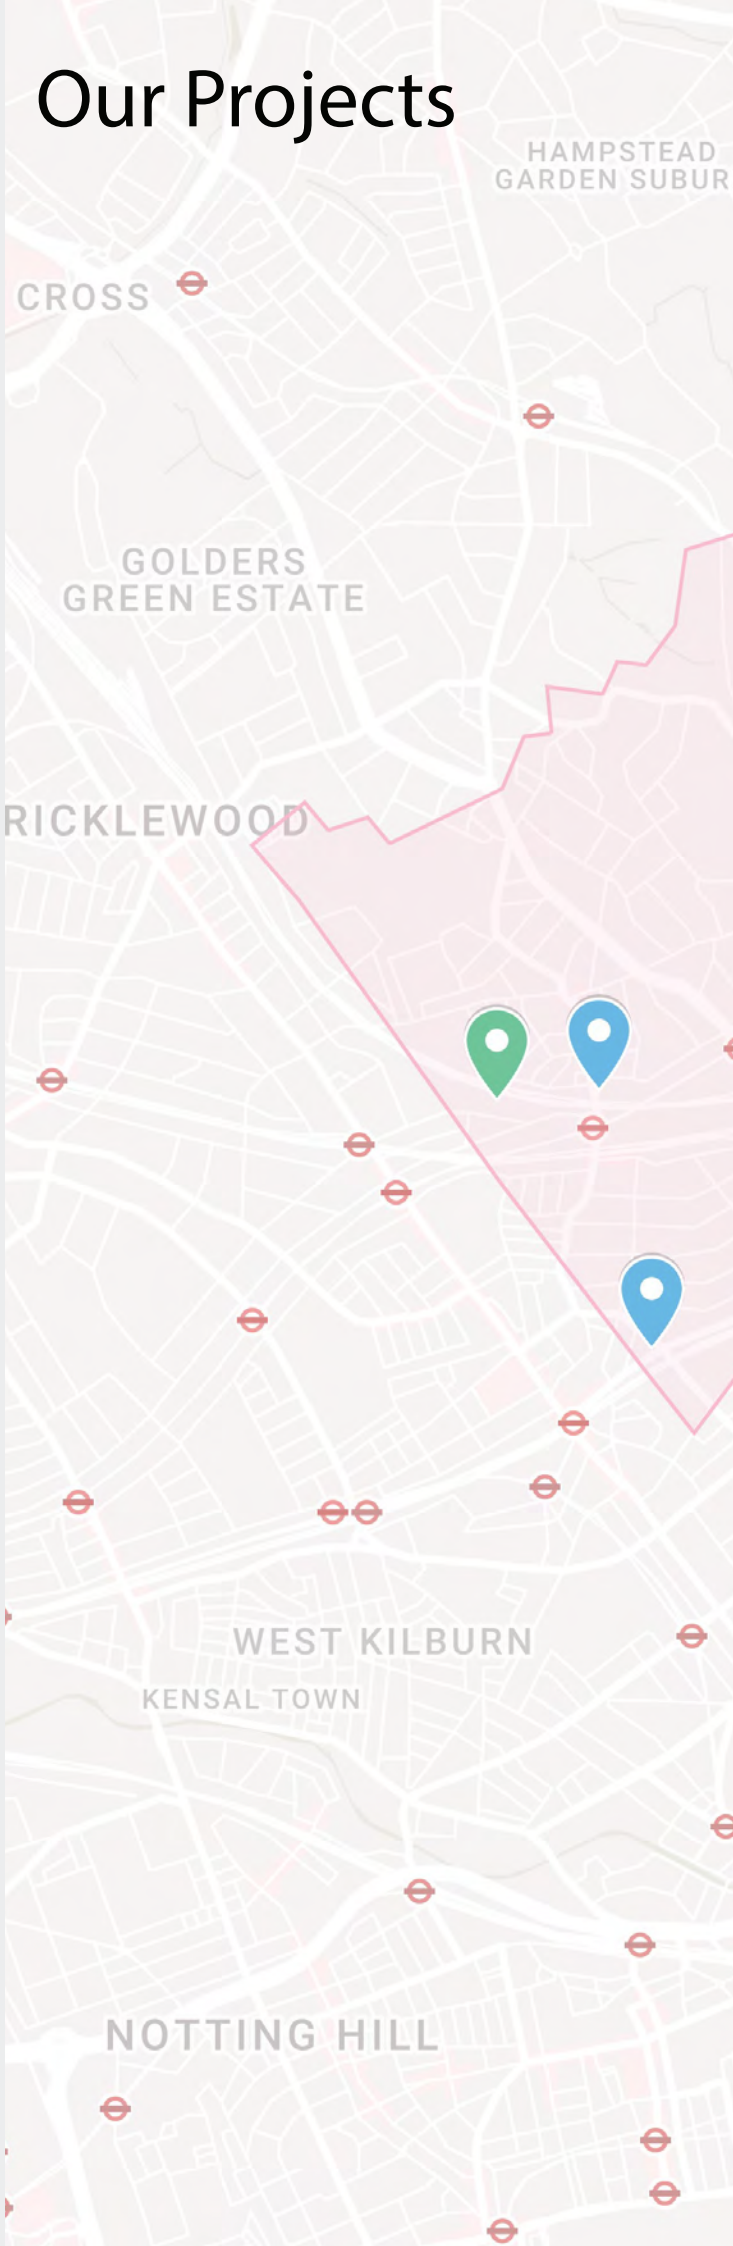 Our Projects
HAMPSTEAD
GARDEN SUBUR
CROSS
GOLDERS
GREEN ESTATE
RICKLEWOOD
WEST KILBURN
KENSAL TOWN
NOTTING HILL